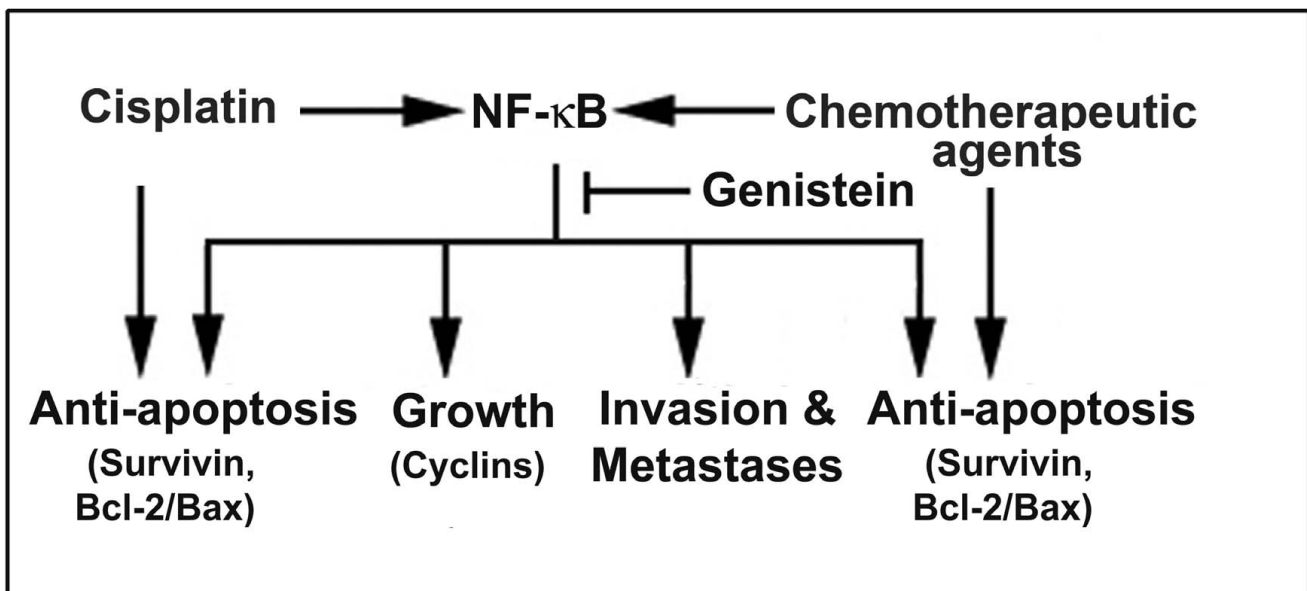 Cisplatin
NF-κB
Chemotherapeutic
agents
Genistein
Anti-apoptosis
(Survivin,
Bcl-2/Bax)
Growth
(Cyclins)
Invasion &
Metastases
Anti-apoptosis
(Survivin,
Bcl-2/Bax)